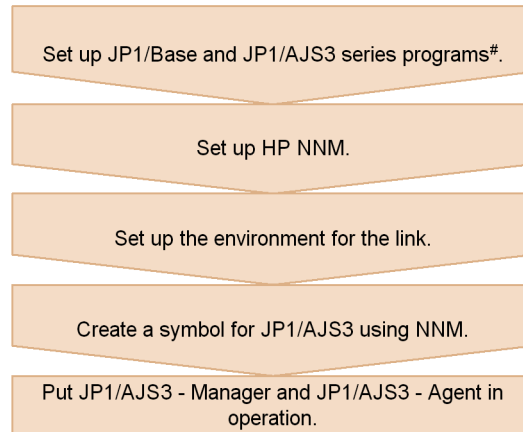 Set up JP1/Base and JP1/AJS3 series programs#.
Set up HP NNM.
Set up the environment for the link.
Create a symbol for JP1/AJS3 using NNM.
Put JP1/AJS3 - Manager and JP1/AJS3 - Agent in
operation.